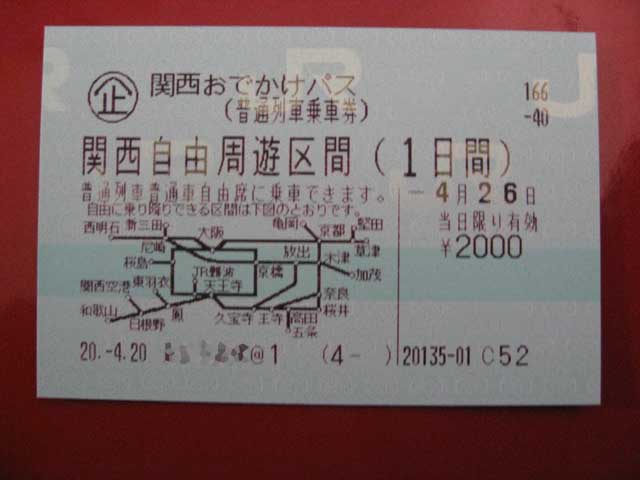 企 関西おでかけパス
(普通列車乗車券)
166
-40
関西自由周遊区間(1日間)
普通列車普通車自由席に乗車できます。
-4月26日
自由に乗り降りできる区間は下図のとおりです。
当日限り有効
¥2000
西明石 新三田 大阪 亀岡 京都 堅田
尼崎 放出 草津
桜島 京橋 木津
JR難波 加茂
関西空港 東羽衣 天王寺 奈良
和歌山 鳳 久宝寺 王寺 高田 桜井
日根野 五条
20.-4.20 @1 (4- ) 20135-01 C52